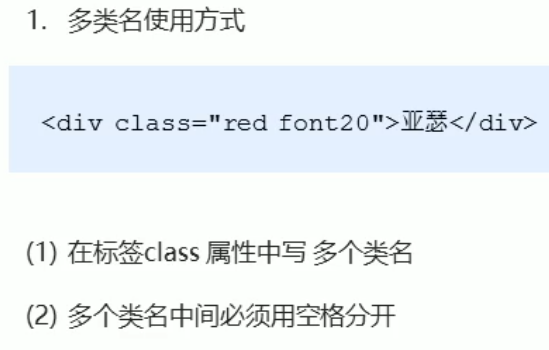 1. 多类名使用方式
<div class="red font20">亚瑟</div>
(1) 在标签class 属性中写 多个类名
(2) 多个类名中间必须用空格分开